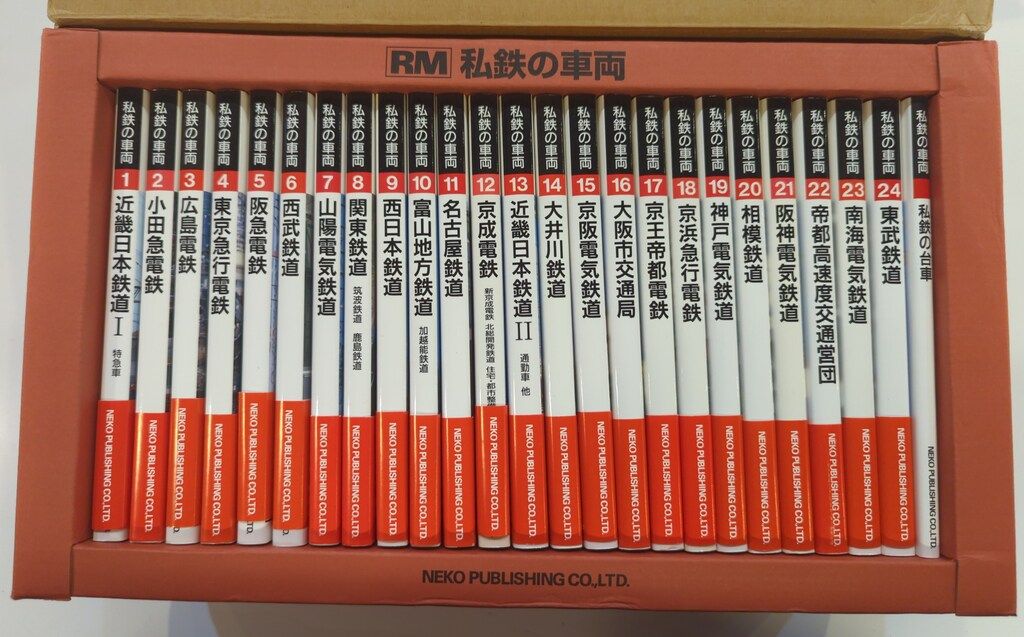 RM 私鉄の車両
私鉄の車両 1 近畿日本鉄道Ⅰ 特急車 NEKO PUBLISHING CO.,LTD.
私鉄の車両 2 小田急電鉄 NEKO PUBLISHING CO.,LTD.
私鉄の車両 3 広島電鉄 NEKO PUBLISHING CO.,LTD.
私鉄の車両 4 東京急行電鉄 NEKO PUBLISHING CO.,LTD.
私鉄の車両 5 阪急電鉄 NEKO PUBLISHING CO.,LTD.
私鉄の車両 6 西武鉄道 NEKO PUBLISHING CO.,LTD.
私鉄の車両 7 山陽電気鉄道 NEKO PUBLISHING CO.,LTD.
私鉄の車両 8 関東鉄道 筑波鉄道 鹿島鉄道 NEKO PUBLISHING CO.,LTD.
私鉄の車両 9 西日本鉄道 NEKO PUBLISHING CO.,LTD.
私鉄の車両 10 富山地方鉄道 加越能鉄道 NEKO PUBLISHING CO.,LTD.
私鉄の車両 11 名古屋鉄道 NEKO PUBLISHING CO.,LTD.
私鉄の車両 12 京成電鉄 新京成電鉄 北総開発鉄道 住宅・都市整備 NEKO PUBLISHING CO.,LTD.
私鉄の車両 13 近畿日本鉄道Ⅱ 通勤車 他 NEKO PUBLISHING CO.,LTD.
私鉄の車両 14 大井川鉄道 NEKO PUBLISHING CO.,LTD.
私鉄の車両 15 京阪電気鉄道 NEKO PUBLISHING CO.,LTD.
私鉄の車両 16 大阪市交通局 NEKO PUBLISHING CO.,LTD.
私鉄の車両 17 京王帝都電鉄 NEKO PUBLISHING CO.,LTD.
私鉄の車両 18 京浜急行電鉄 NEKO PUBLISHING CO.,LTD.
私鉄の車両 19 神戸電気鉄道 NEKO PUBLISHING CO.,LTD.
私鉄の車両 20 相模鉄道 NEKO PUBLISHING CO.,LTD.
私鉄の車両 21 阪神電気鉄道 NEKO PUBLISHING CO.,LTD.
私鉄の車両 22 帝都高速度交通営団 NEKO PUBLISHING CO.,LTD.
私鉄の車両 23 南海電気鉄道 NEKO PUBLISHING CO.,LTD.
私鉄の車両 24 東武鉄道 NEKO PUBLISHING CO.,LTD.
私鉄の車両 私鉄の台車 NEKO PUBLISHING CO.,LTD.
NEKO PUBLISHING CO.,LTD.